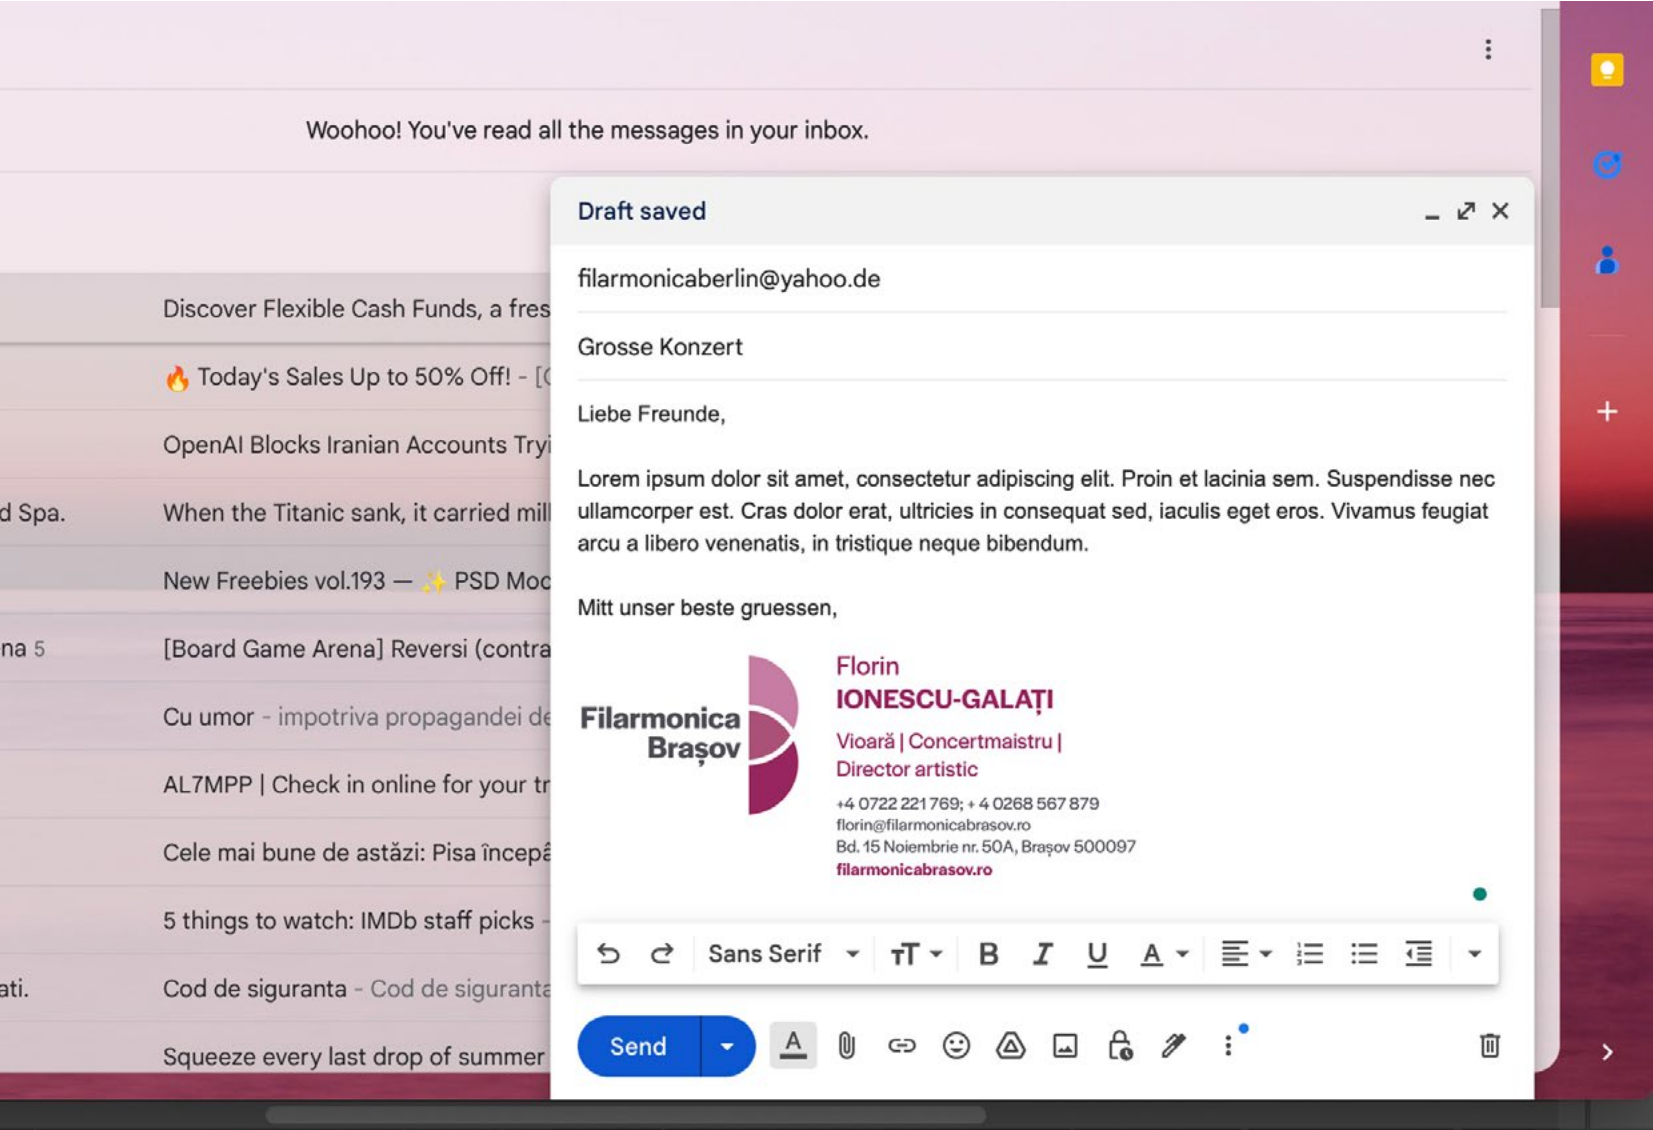 Woohoo! You've read all the messages in your inbox.
Discover Flexible Cash Funds, a fres
🔥 Today's Sales Up to 50% Off! - [
OpenAI Blocks Iranian Accounts Tryi
d Spa.
When the Titanic sank, it carried mill
New Freebies vol.193 — ✨ PSD Moc
na 5
[Board Game Arena] Reversi (contra
Cu umor - impotriva propagandei de
AL7MPP | Check in online for your tr
Cele mai bune de astăzi: Pisa începâ
5 things to watch: IMDb staff picks -
ati.
Cod de siguranta - Cod de siguranta
Squeeze every last drop of summer
Draft saved
filarmonicaberlin@yahoo.de
Grosse Konzert
Liebe Freunde,
Lorem ipsum dolor sit amet, consectetur adipiscing elit. Proin et lacinia sem. Suspendisse nec
ullamcorper est. Cras dolor erat, ultricies in consequat sed, iaculis eget eros. Vivamus feugiat
arcu a libero venenatis, in tristique neque bibendum.
Mitt unser beste gruessen,
Filarmonica
Brașov
Florin
IONESCU-GALAȚI
Vioară | Concertmaistru |
Director artistic
+4 0722 221 769; + 4 0268 567 879
florin@filarmonicabrasov.ro
Bd. 15 Noiembrie nr. 50A, Brașov 500097
filarmonicabrasov.ro
Sans Serif
Send